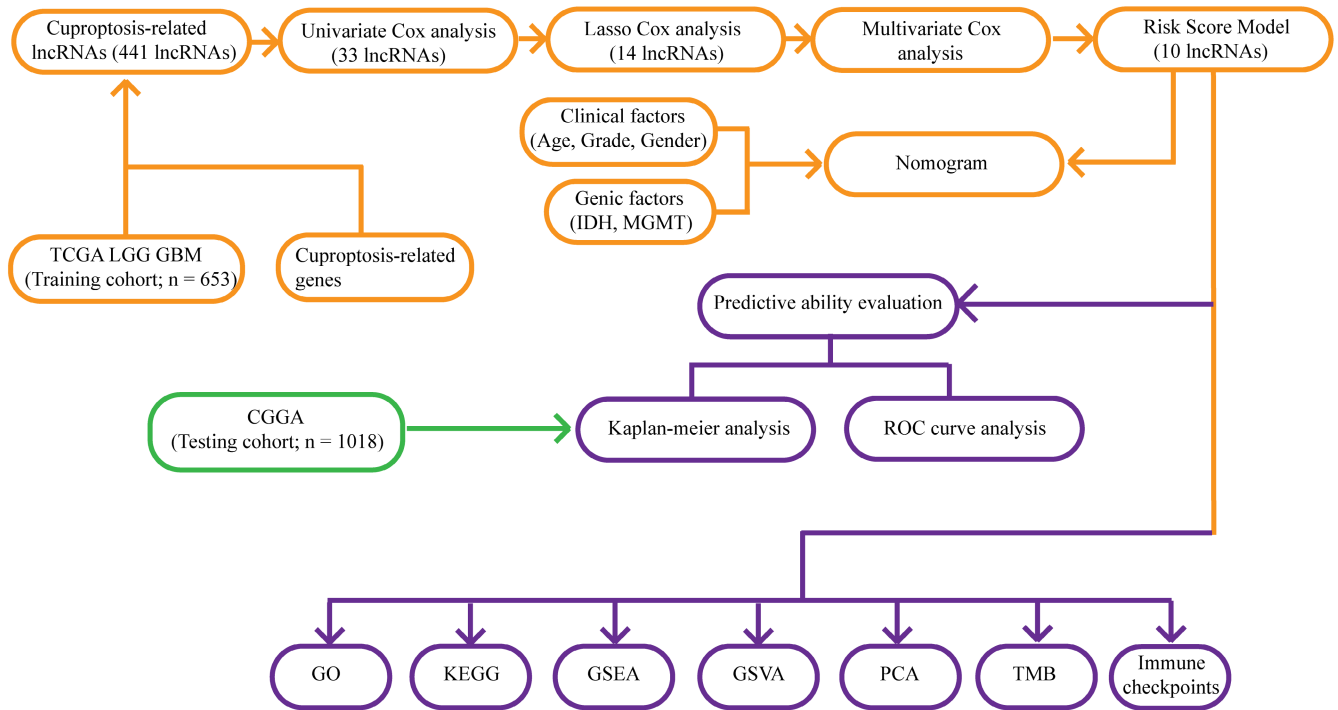 Cuproptosis-related
lncRNAs (441 lncRNAs)
Univariate Cox analysis
(33 lncRNAs)
Lasso Cox analysis
(14 lncRNAs)
Multivariate Cox
analysis
Risk Score Model
(10 lncRNAs)
Clinical factors
(Age, Grade, Gender)
Nomogram
Genic factors
(IDH, MGMT)
TCGA LGG GBM
(Training cohort; n = 653)
Cuproptosis-related
genes
Predictive ability evaluation
CGGA
(Testing cohort; n = 1018)
Kaplan-meier analysis
ROC curve analysis
GO
KEGG
GSEA
GSVA
PCA
TMB
Immune
checkpoints